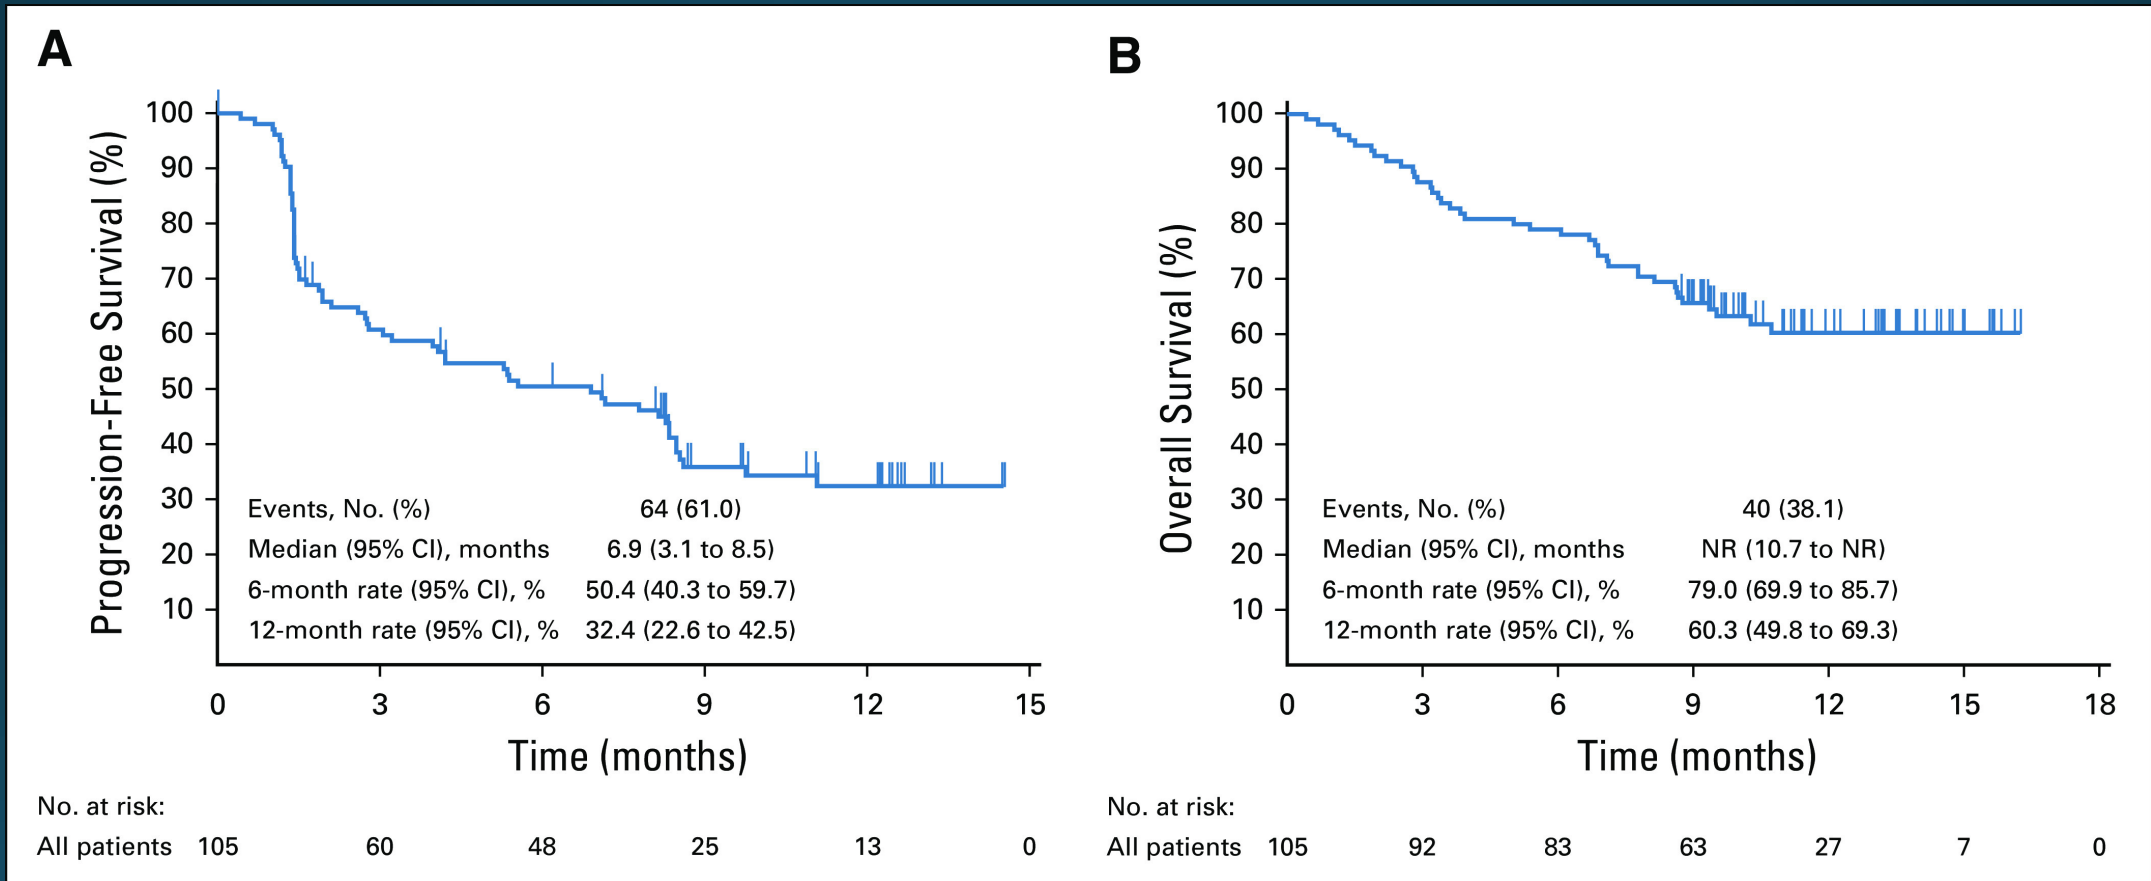 A
Progression-Free Survival (%)
100
90
80
70
60
50
40
30
20
10
Events, No. (%) 64 (61.0)
Median (95% CI), months 6.9 (3.1 to 8.5)
6-month rate (95% CI), % 50.4 (40.3 to 59.7)
12-month rate (95% CI), % 32.4 (22.6 to 42.5)
0 3 6 9 12 15
Time (months)
No. at risk:
All patients 105 60 48 25 13 0
B
Overall Survival (%)
100
90
80
70
60
50
40
30
20
10
Events, No. (%) 40 (38.1)
Median (95% CI), months NR (10.7 to NR)
6-month rate (95% CI), % 79.0 (69.9 to 85.7)
12-month rate (95% CI), % 60.3 (49.8 to 69.3)
0 3 6 9 12 15 18
Time (months)
No. at risk:
All patients 105 92 83 63 27 7 0